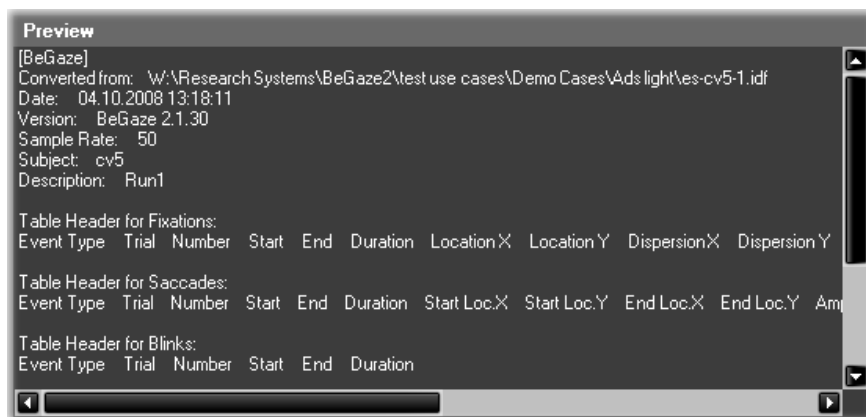 Preview
[BeGaze]
Converted from: W:\Research Systems\BeGaze2\test use cases\Demo Cases\Ads light\es-cv5-1.idf
Date: 04.10.2008 13:18:11
Version: BeGaze 2.1.30
Sample Rate: 50
Subject: cv5
Description: Run1
Table Header for Fixations:
Event Type Trial Number Start End Duration Location X Location Y Dispersion X Dispersion Y
Table Header for Saccades:
Event Type Trial Number Start End Duration Start Loc.X Start Loc.Y End Loc.X End Loc.Y
Table Header for Blinks:
Event Type Trial Number Start End Duration